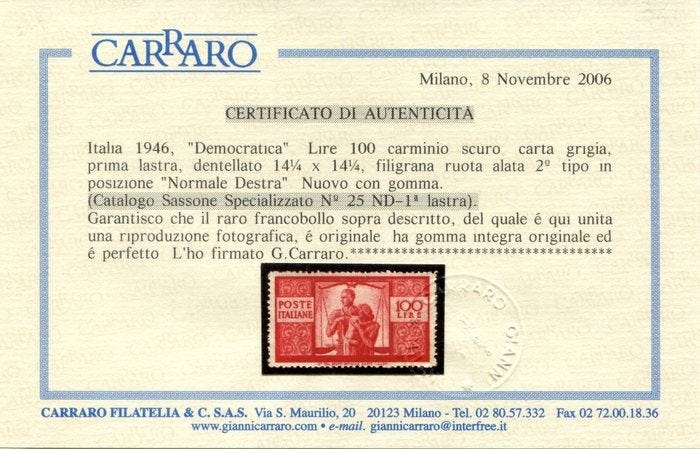 CARRARO
Milano, 8 Novembre 2006
CERTIFICATO DI AUTENTICITÀ
Italia 1946, "Democratica" Lire 100 carminio scuro carta grigia,
prima lastra, dentellato 14¼ x 14¼, filigrana ruota alata 2º tipo in
posizione "Normale Destra" Nuovo con gomma.
(Catalogo Sassone Specializzato Nº 25 ND-1ª lastra).
Garantisco che il raro francobollo sopra descritto, del quale é qui unita
una riproduzione fotografica, é originale ha gomma integra originale ed
é perfetto L'ho firmato G.Carraro.***********************************
POSTE
ITALIANE
100
LIRE
CARRARO GIANN
CARRARO FILATELIA & C. S.A.S. Via S. Maurilio, 20 20123 Milano - Tel. 02 80.57.332 Fax 02 72.00.18.36
www.giannicarraro.com • e-mail. giannicarraro@interfree.it